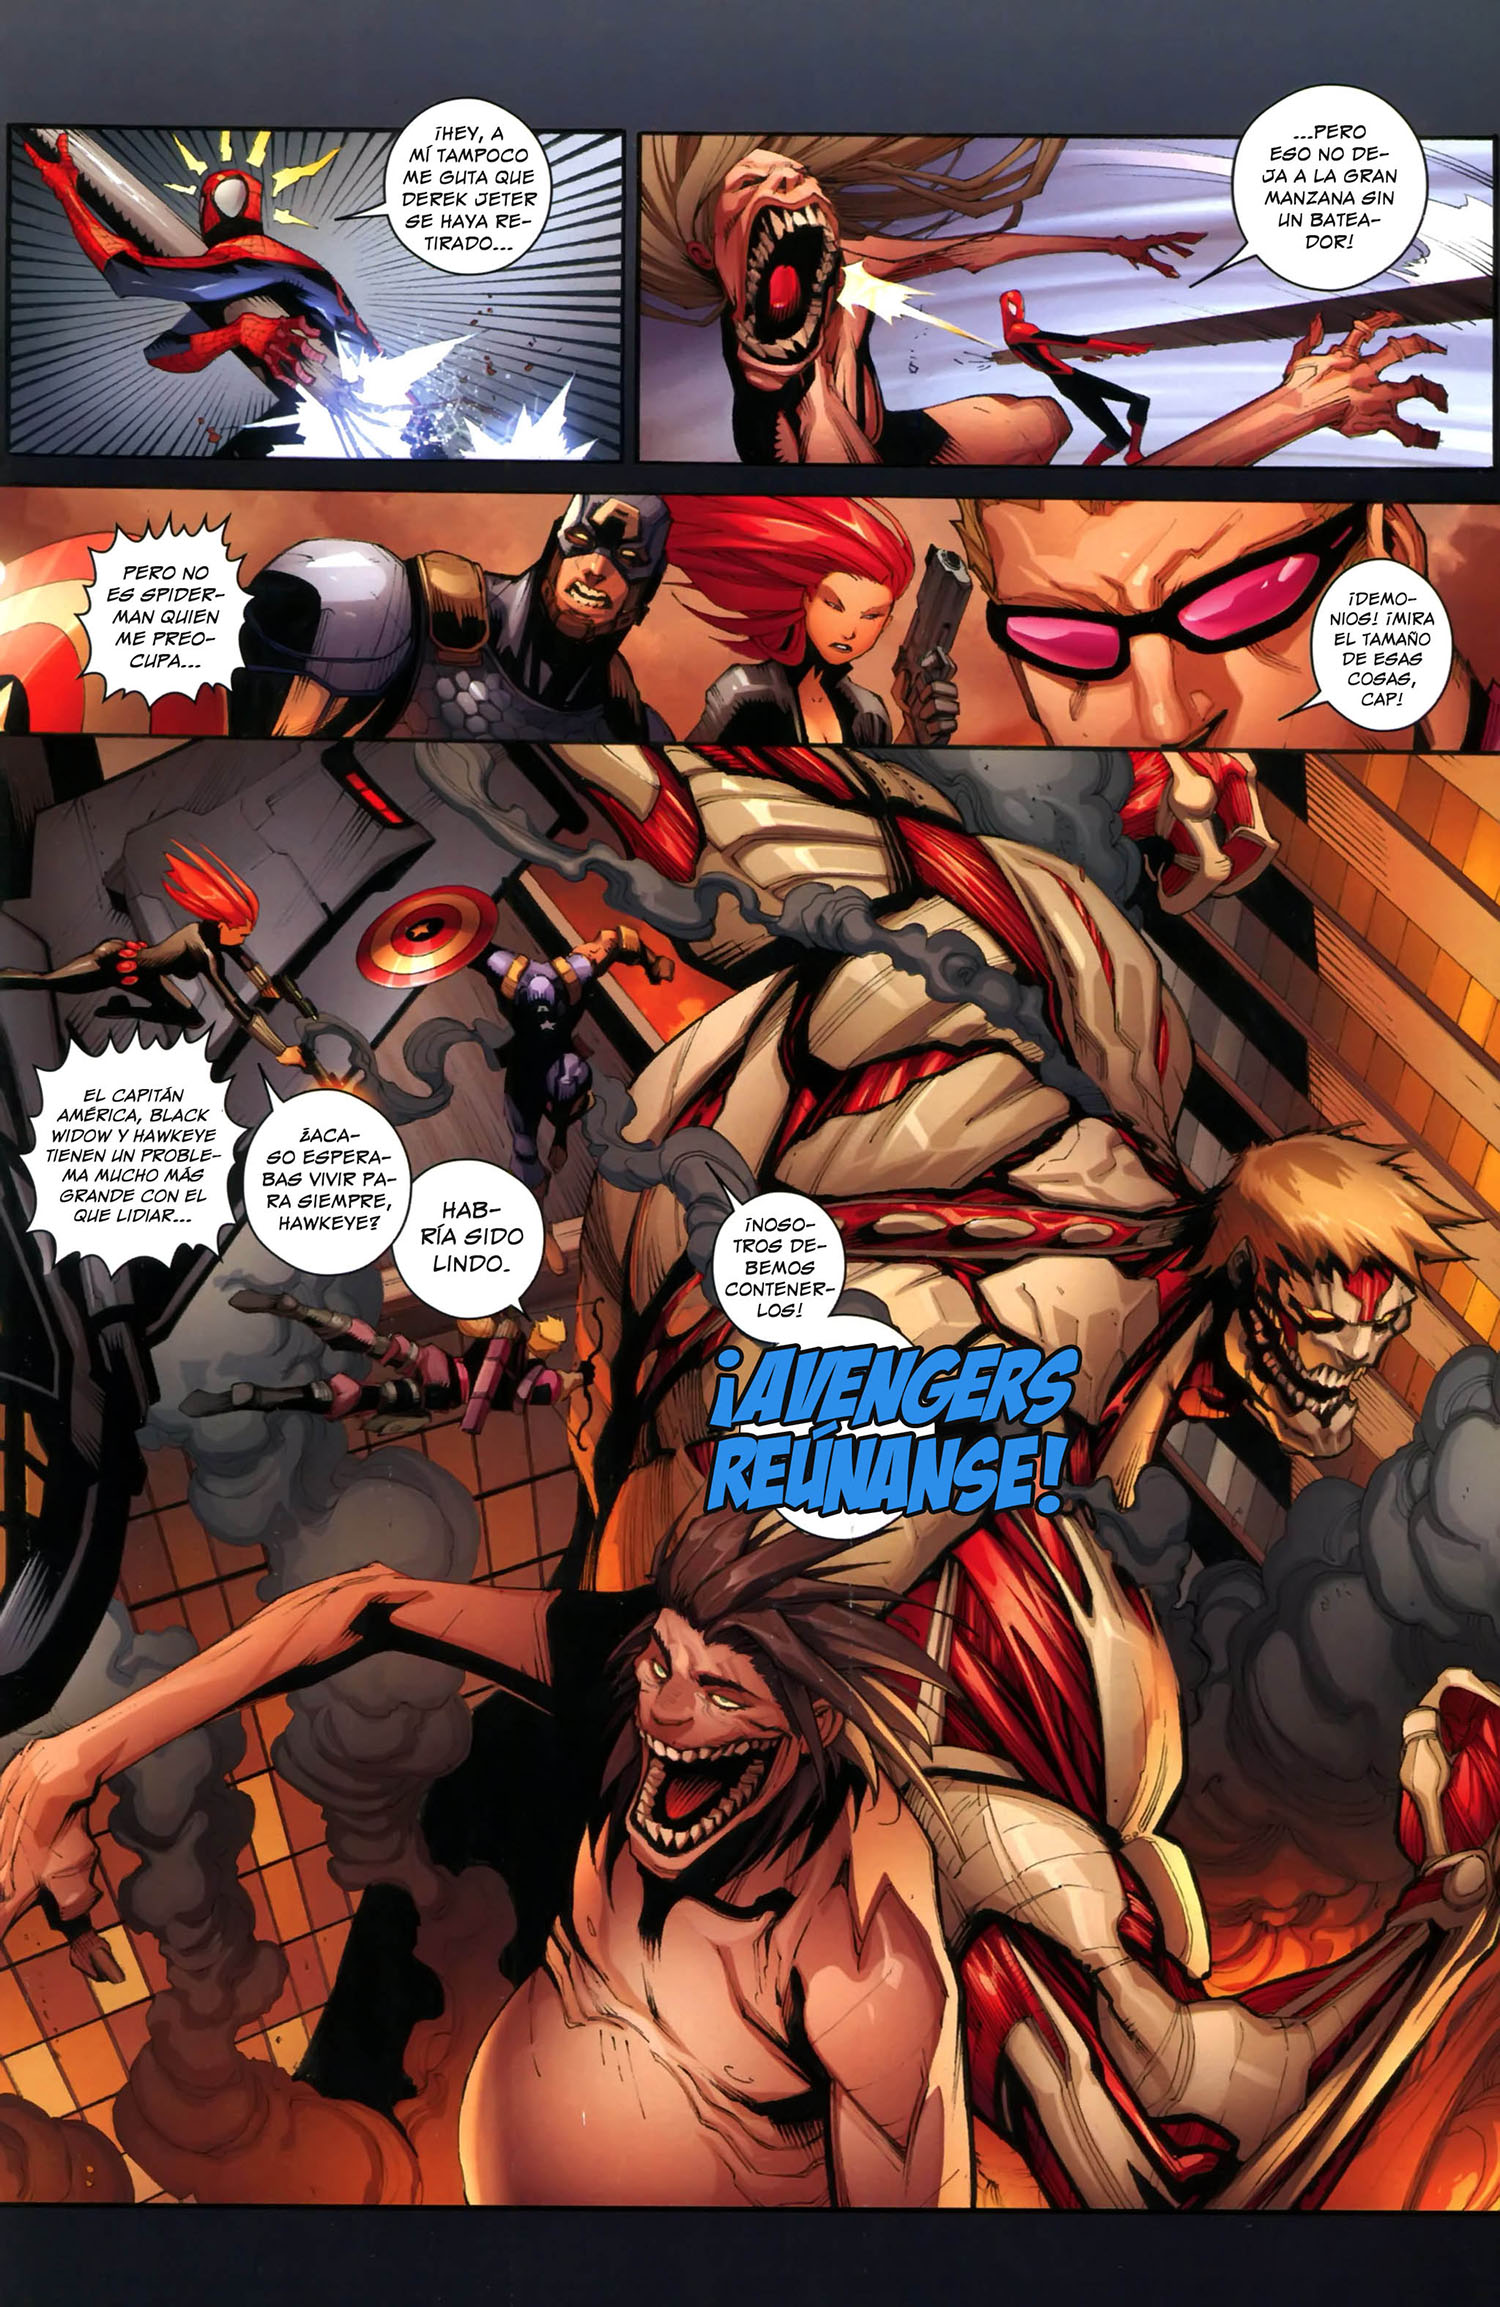 ¡HEY, A
MÍ TAMPOCO
ME GUTA QUE
DEREK JETER
SE HAYA RE-
TIRADO...
...PERO
ESO NO DE-
JA A LA GRAN
MANZANA SIN
UN BATEA-
DOR!
PERO NO
ES SPIDER-
MAN QUIEN
ME PREO-
CUPA...
¡DEMO-
NIOS! ¡MIRA
EL TAMAÑO
DE ESAS
COSAS,
CAP!
EL CAPITÁN
AMÉRICA, BLACK
WIDOW Y HAWKEYE
TIENEN UN PROBLE-
MA MUCHO MÁS
GRANDE CON EL
QUE LIDIAR...
¿ACA-
SO ESPERA-
BAS VIVIR PA
RA SIEMPRE,
HAWKEYE?
HAB-
RÍA SIDO
LINDO.
¡NOSO-
TROS DE-
BEMOS
CONTENER-
LOS!
¡AVENGERS
REÚNANSE!